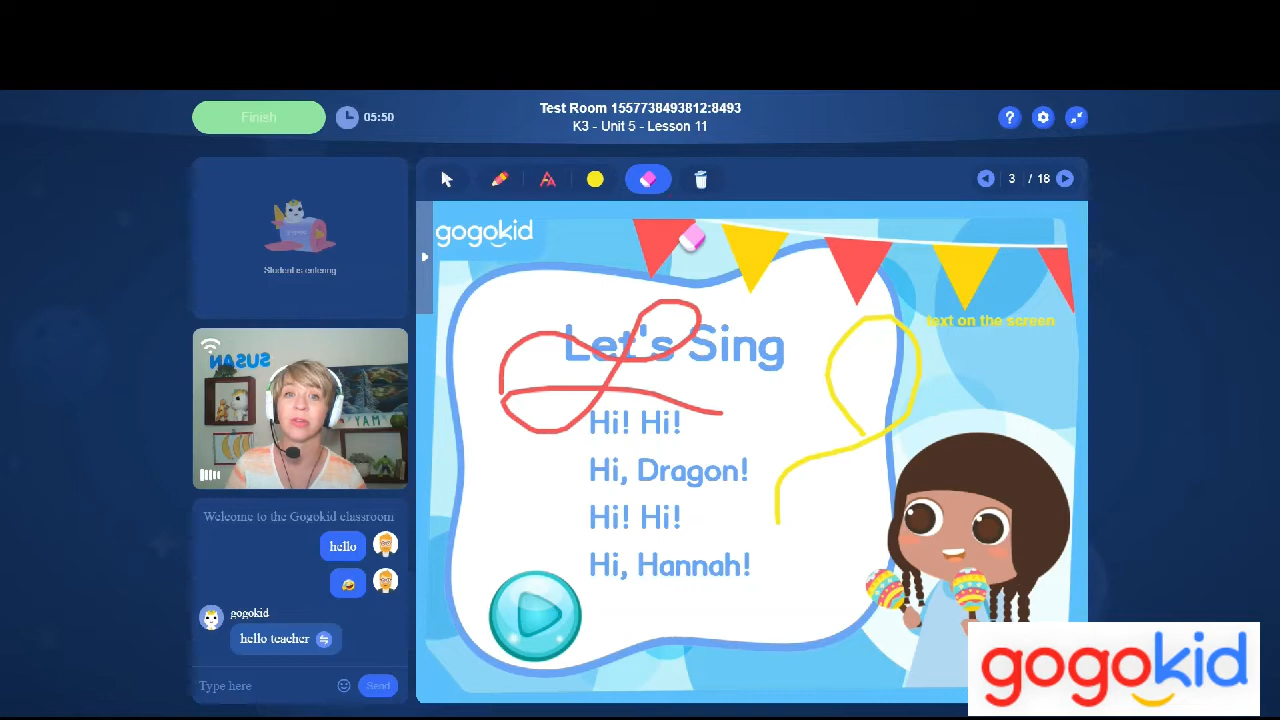 Finish
05:50
Test Room 1557738493812:8493
K3 - Unit 5 - Lesson 11
?
3 / 18
Student is entering
gogokid
text on the screen
Let's Sing
Hi! Hi!
Hi, Dragon!
Hi! Hi!
Hi, Hannah!
SUSAN
MAY
Welcome to the Gogokid classroom
hello
gogokid
hello teacher
Type here
Send
gogokid